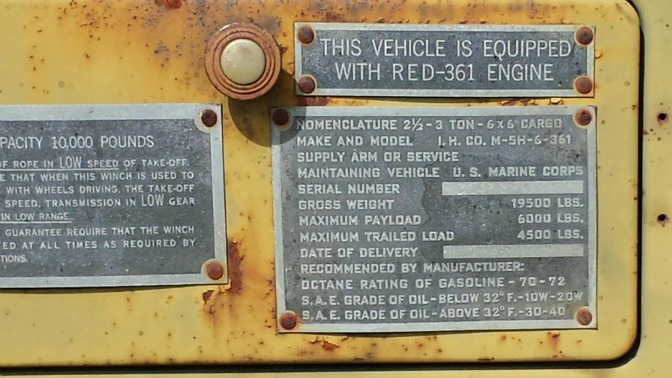 THIS VEHICLE IS EQUIPPED
WITH RED-361 ENGINE
PACITY 10,000 POUNDS
OF ROPE IN LOW SPEED OF TAKE-OFF.
E THAT WHEN THIS WINCH IS USED TO
WITH WHEELS DRIVING, THE TAKE-OFF
SPEED, TRANSMISSION IN LOW GEAR
IN LOW RANGE.
GUARANTEE REQUIRE THAT THE WINCH
TED AT ALL TIMES AS REQUIRED BY
TIONS.
NOMENCLATURE 2½-3 TON-6x6 CARGO
MAKE AND MODEL I.H. CO. M-5H-6-361
SUPPLY ARM OR SERVICE
MAINTAINING VEHICLE U.S. MARINE CORPS
SERIAL NUMBER
GROSS WEIGHT 19500 LBS.
MAXIMUM PAYLOAD 6000 LBS.
MAXIMUM TRAILED LOAD 4500 LBS.
DATE OF DELIVERY
RECOMMENDED BY MANUFACTURER:
OCTANE RATING OF GASOLINE-70-72
S.A.E. GRADE OF OIL-BELOW 32° F.-10W-20W
S.A.E. GRADE OF OIL-ABOVE 32° F.-30-40